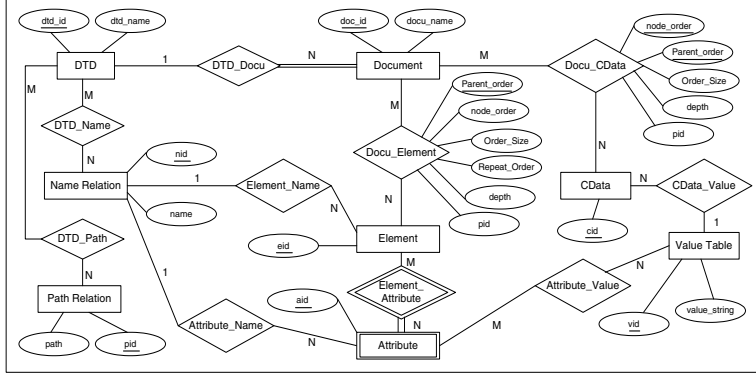 dtd_id
dtd_name
doc_id
docu_name
node_order
DTD
1
DTD_Docu
N
Document
M
Docu_CData
Parent_order
Order_Size
depth
pid
M
M
M
Parent_order
node_order
Order_Size
Repeat_Order
depth
pid
DTD_Name
Docu_Element
N
N
nid
Name Relation
1
Element_Name
N
N
CData
N
CData_Value
name
cid
1
DTD_Path
eid
Element
Value Table
N
1
M
Element_
Attribute
N
Attribute_Value
N
Path Relation
aid
path
pid
Attribute_Name
N
Attribute
M
vid
value_string